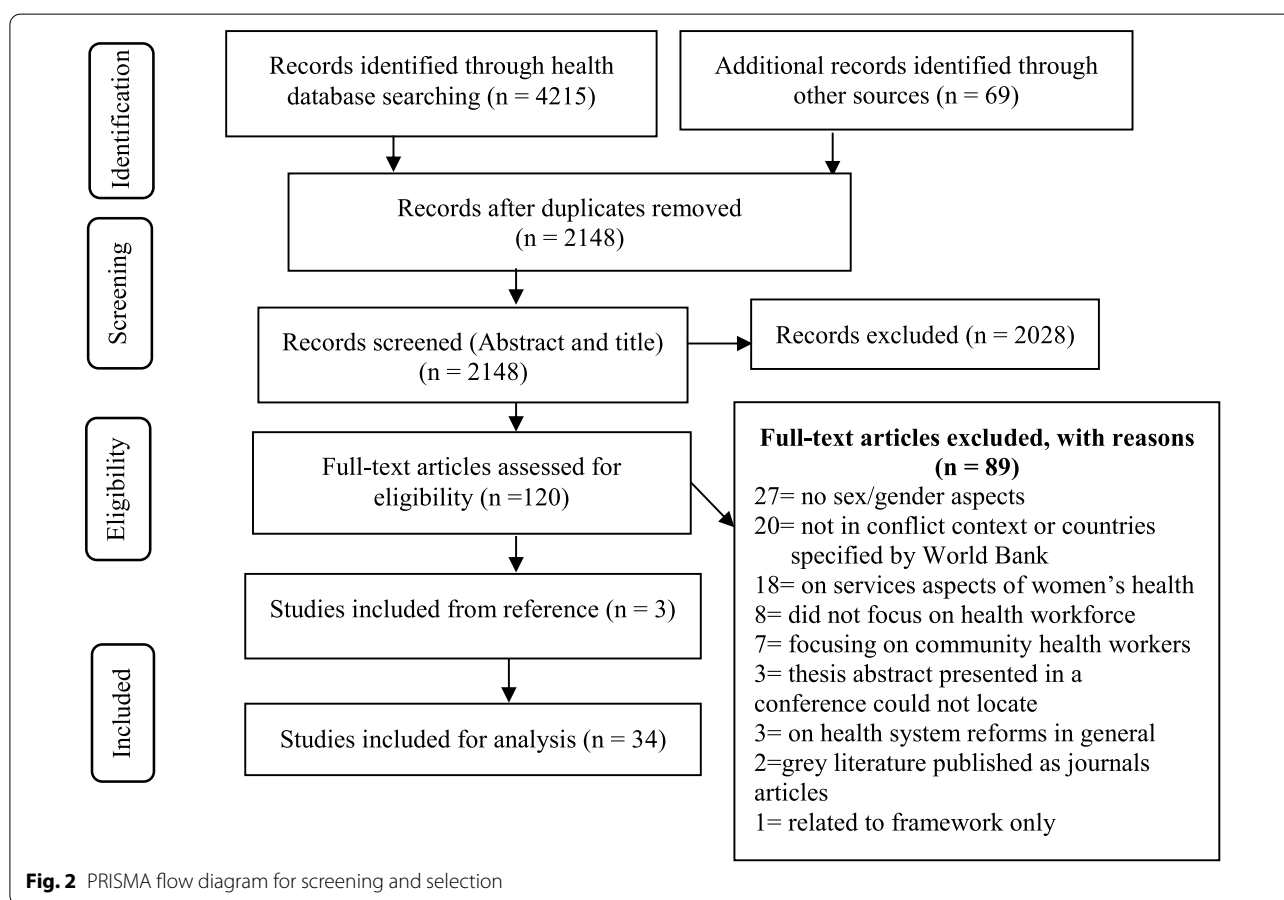 Identification
Records identified through health
database searching (n = 4215)
Additional records identified through
other sources (n = 69)
Records after duplicates removed
(n = 2148)
Screening
Records screened (Abstract and title)
(n = 2148)
Records excluded (n = 2028)
Eligibility
Full-text articles assessed for
eligibility (n =120)
Full-text articles excluded, with reasons
(n = 89)
27= no sex/gender aspects
20= not in conflict context or countries
specified by World Bank
18= on services aspects of women's health
8= did not focus on health workforce
7= focusing on community health workers
3= thesis abstract presented in a
conference could not locate
3= on health system reforms in general
2=grey literature published as journals
articles
1= related to framework only
Studies included from reference (n = 3)
Included
Studies included for analysis (n = 34)
Fig. 2 PRISMA flow diagram for screening and selection